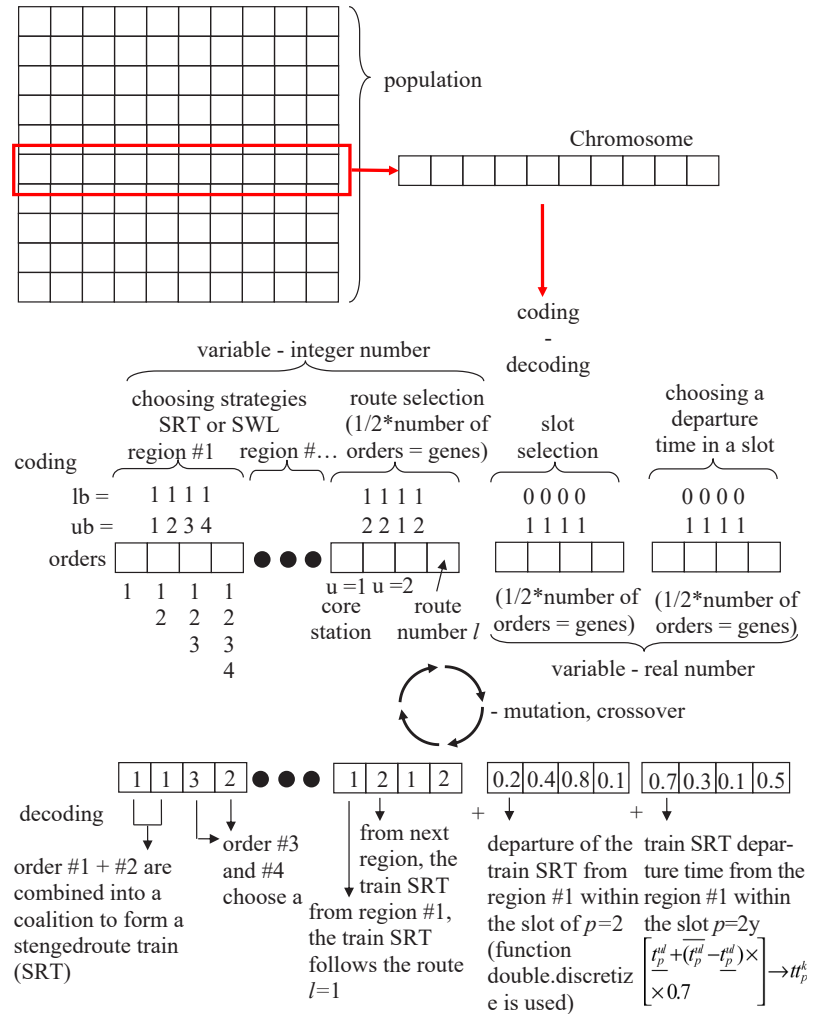 population
Chromosome
coding
-
decoding
variable - integer number
choosing strategies
SRT or SWL
region #1
region #…
route selection
(1/2*number of
orders = genes)
slot
selection
choosing a
departure
time in a slot
coding
lb =
1 1 1 1
1 1 1 1
0 0 0 0
0 0 0 0
ub =
1 2 3 4
2 2 1 2
1 1 1 1
1 1 1 1
orders
1
1
2
1
2
3
1
2
3
4
u =1 u =2
core
station
route
number l
(1/2*number of
orders = genes)
(1/2*number of
orders = genes)
variable - real number
- mutation, crossover
1 1 3 2
1 2 1 2
0.2 0.4 0.8 0.1
0.7 0.3 0.1 0.5
decoding
+
+
order #1 + #2 are
combined into a
coalition to form a
stengedroute train
(SRT)
order #3
and #4
choose a
from next
region, the
train SRT
from region #1,
the train SRT
follows the route
l=1
departure of the
train SRT from
region #1 within
the slot of p=2
(function
double.discretiz
e is used)
train SRT depar-
ture time from the
region #1 within
the slot p=2y
[t_p^{ul} + (t_p^{ul} − t_p^{ul}) ×
× 0.7] → tt_p^k